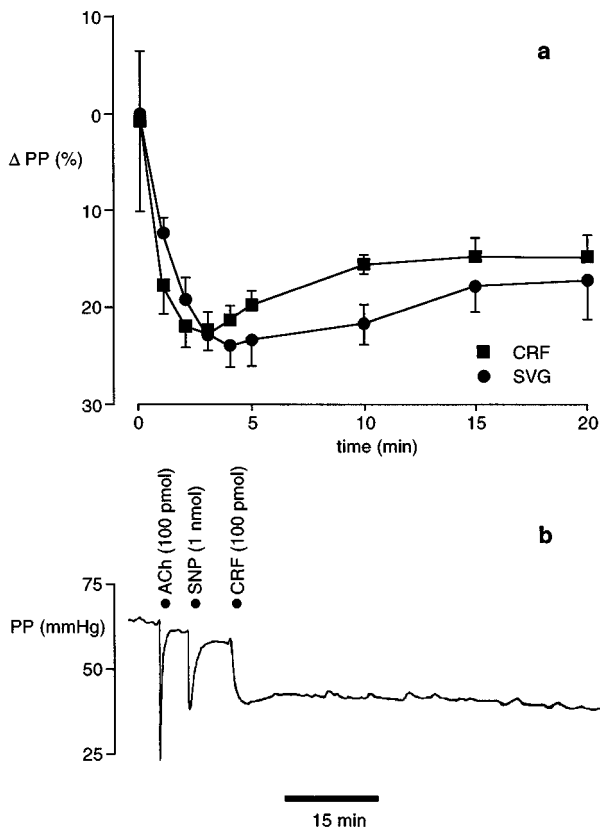 10
a
0
Δ PP (%)
10
20
CRF
SVG
30
0 5 10 15 20
time (min)
ACh (100 pmol)
SNP (1 nmol)
CRF (100 pmol)
b
75
PP (mmHg)
50
25
15 min